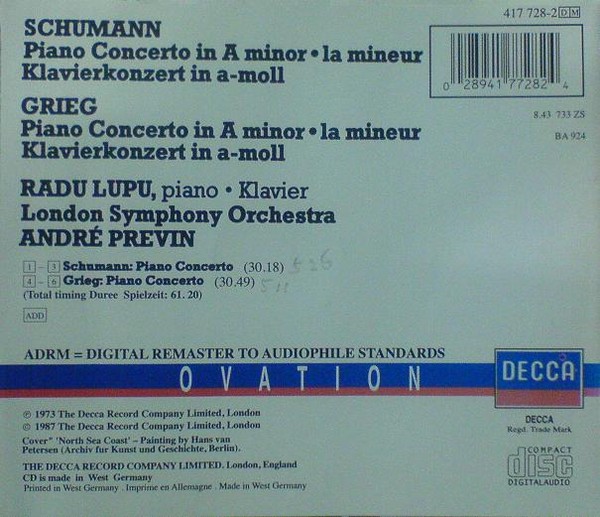 417 728-2 DM
SCHUMANN
Piano Concerto in A minor • la mineur
Klavierkonzert in a-moll
0 28941 77282 4
GRIEG
Piano Concerto in A minor • la mineur
Klavierkonzert in a-moll
8.43 733 ZS
BA 924
RADU LUPU, piano • Klavier
London Symphony Orchestra
ANDRÉ PREVIN
1 – 3 Schumann: Piano Concerto (30.18) 526
4 – 6 Grieg: Piano Concerto (30.49) 511
(Total timing Duree Spielzeit: 61. 20)
ADD
ADRM = DIGITAL REMASTER TO AUDIOPHILE STANDARDS
OVATION
DECCA
℗ 1973 The Decca Record Company Limited, London
© 1987 The Decca Record Company Limited, London
Cover" 'North Sea Coast' – Painting by Hans van
Petersen (Archiv fur Kunst und Geschichte, Berlin).
DECCA
Regd. Trade Mark
THE DECCA RECORD COMPANY LIMITED. London, England
CD is made in West Germany
Printed in West Germany . Imprime en Allemagne . Made in West Germany
COMPACT
disc
DIGITAL AUDIO